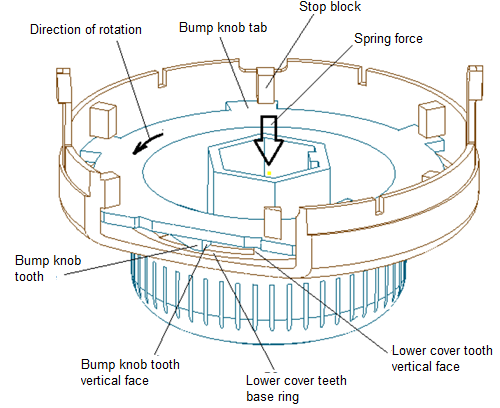 Stop block
Direction of rotation
Bump knob tab
Spring force
Bump knob
tooth
Bump knob tooth
vertical face
Lower cover teeth
base ring
Lower cover tooth
vertical face